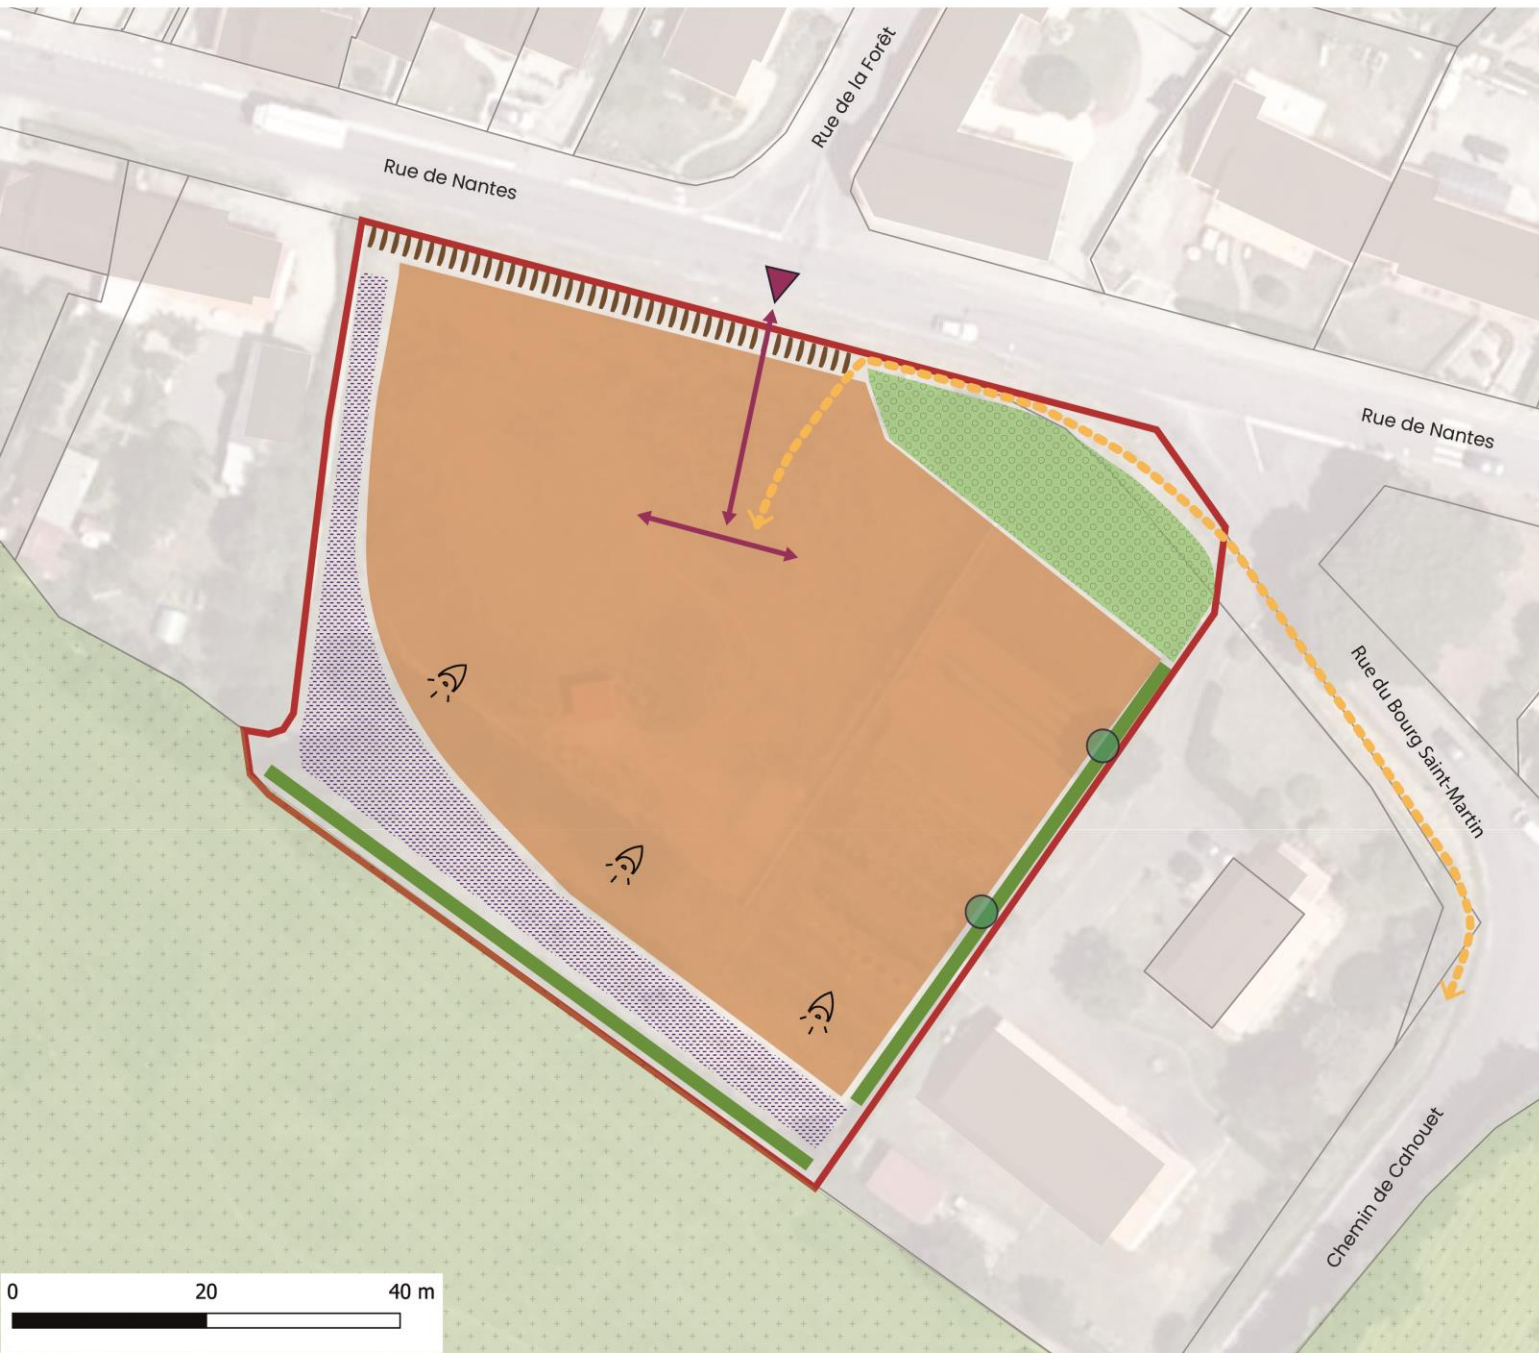 Rue de la Forêt
Rue de Nantes
Rue de Nantes
Rue du Bourg Saint-Martin
Chemin de Cahouet
0 20 40 m